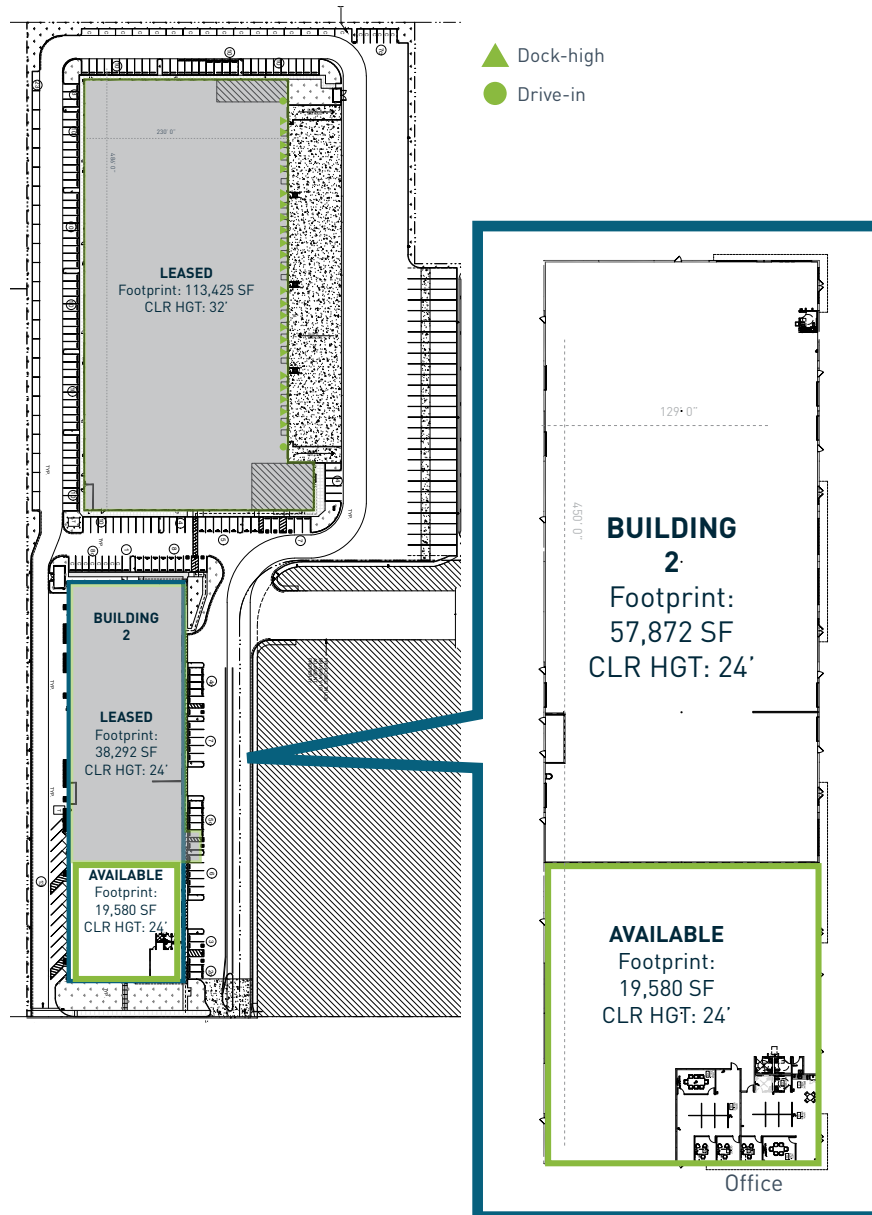 Dock-high
Drive-in
230' 0"
LEASED
Footprint: 113,425 SF
CLR HGT: 32'
BUILDING
2
LEASED
Footprint:
38,292 SF
CLR HGT: 24'
AVAILABLE
Footprint:
19,580 SF
CLR HGT: 24'
129' 0"
450' 0"
BUILDING
2
Footprint:
57,872 SF
CLR HGT: 24'
AVAILABLE
Footprint:
19,580 SF
CLR HGT: 24'
Office